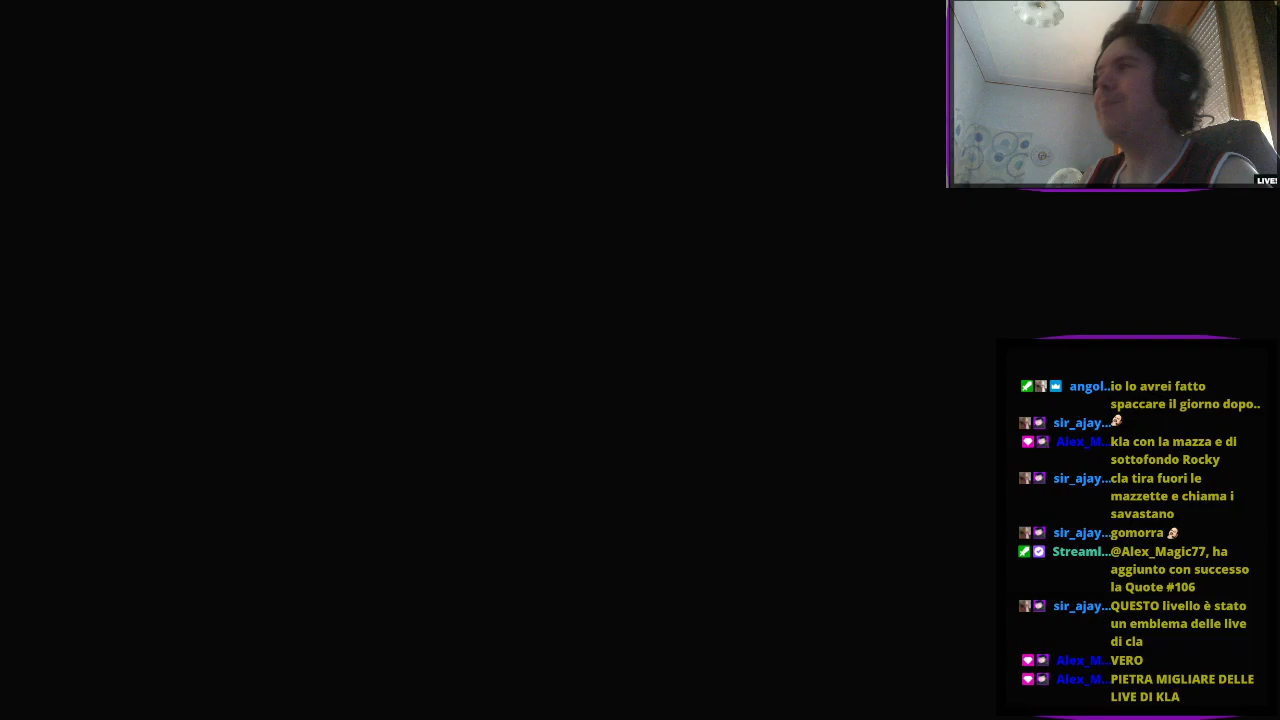 LIVE!
angol.. io lo avrei fatto
spaccare il giorno dopo..
sir_ajay...
Alex_M... kla con la mazza e di
sottofondo Rocky
sir_ajay... cla tira fuori le
mazzette e chiama i
savastano
sir_ajay... gomorra
Streaml... @Alex_Magic77, ha
aggiunto con successo
la Quote #106
sir_ajay... QUESTO livello è stato
un emblema delle live
di cla
Alex_M... VERO
Alex_M... PIETRA MIGLIARE DELLE
LIVE DI KLA